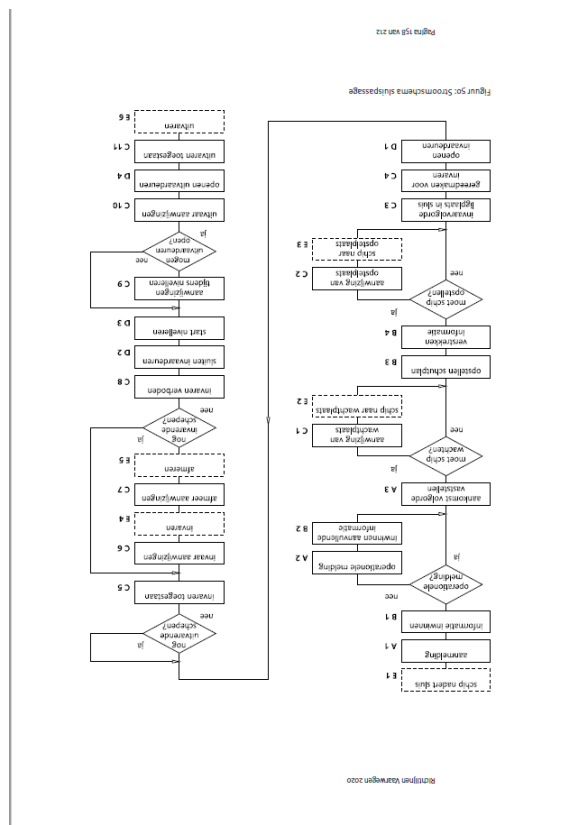 Richtlijnen Vaarwegen 2020
schip nadert sluis E 1
aanmelding A 1
informatie inwinnen B 1
operationele
melding?
nee
ja
operationele melding A 2
inwinnen aanvullende
informatie
B 2
aankomst volgorde
vaststellen
A 3
moet schip
wachten?
ja
nee
aanwijzing van
wachtplaats
C 1
schip naar wachtplaats E 2
opstellen schutplan B 3
verstrekken
informatie
B 4
moet schip
opstellen?
ja
nee
aanwijzing van
opstelplaats
C 2
schip naar
opstelplaats
E 3
invaarvolgorde
ligplaats in sluis
C 3
gereedmaken voor
invaren
C 4
openen
invaardeuren
D 1
nog
uitvarende
schepen?
ja
nee
invaren toegestaan C 5
invaar aanwijzingen C 6
invaren E 4
afmeer aanwijzingen C 7
afmeren E 5
nog
invarende
schepen?
ja
nee
invaren verboden C 8
sluiten invaardeuren D 2
start nivelleren D 3
aanwijzingen
tijdens nivelleren
C 9
mogen
uitvaardeuren
open?
nee
ja
uitvaar aanwijzingen C 10
openen uitvaardeuren D 4
uitvaren toegestaan C 11
uitvaren E 6
Figuur 50: Stroomschema sluispassage
Pagina 158 van 212